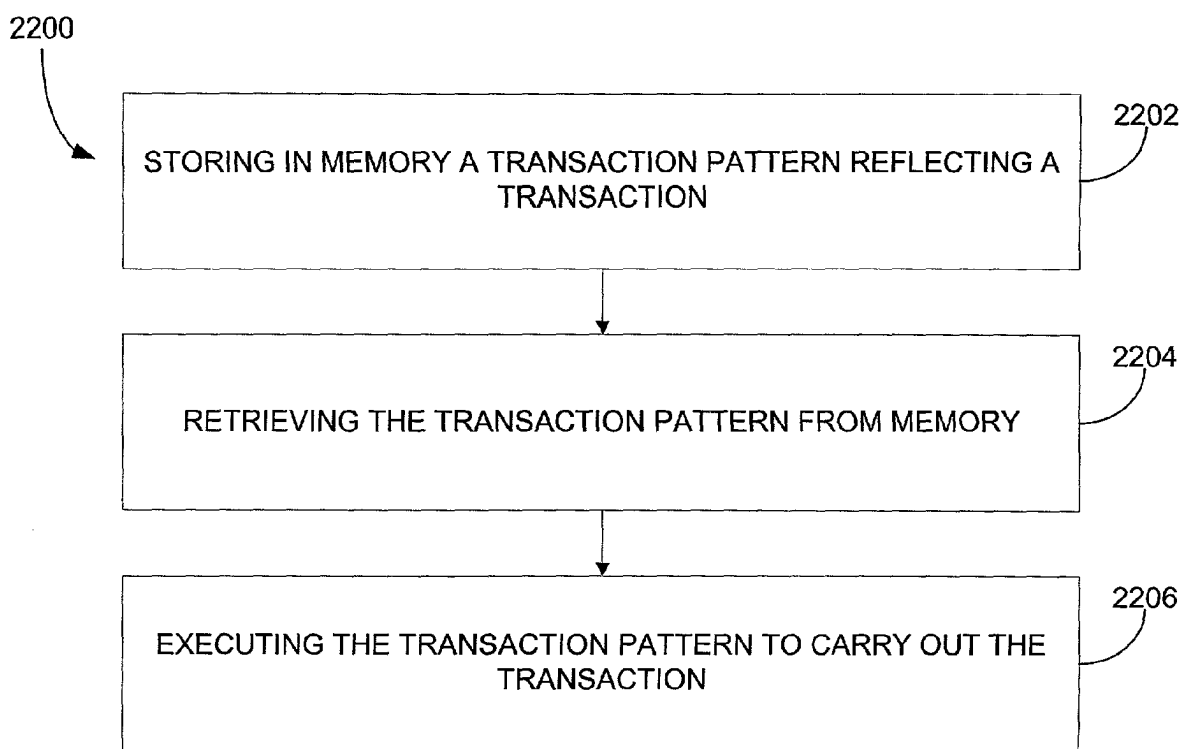 2200
2202
STORING IN MEMORY A TRANSACTION PATTERN REFLECTING A
TRANSACTION
2204
RETRIEVING THE TRANSACTION PATTERN FROM MEMORY
2206
EXECUTING THE TRANSACTION PATTERN TO CARRY OUT THE
TRANSACTION